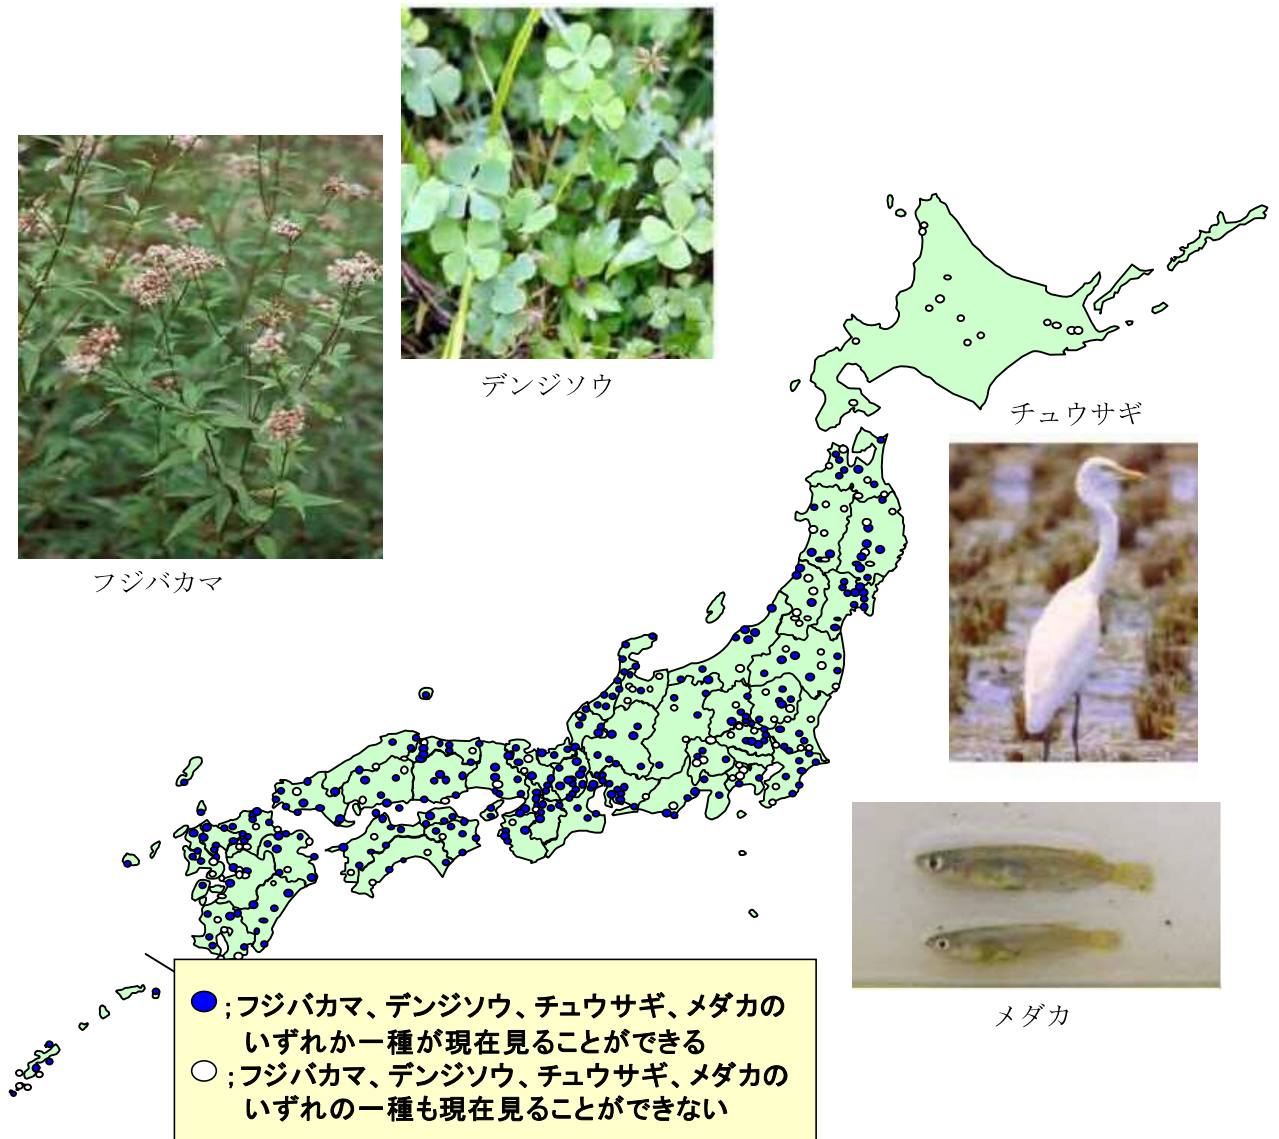 デンジソウ
チュウサギ
フジバカマ
メダカ
；フジバカマ、デンジソウ、チュウサギ、メダカの
いずれか一種が現在見ることができる
；フジバカマ、デンジソウ、チュウサギ、メダカの
いずれの一種も現在見ることができない